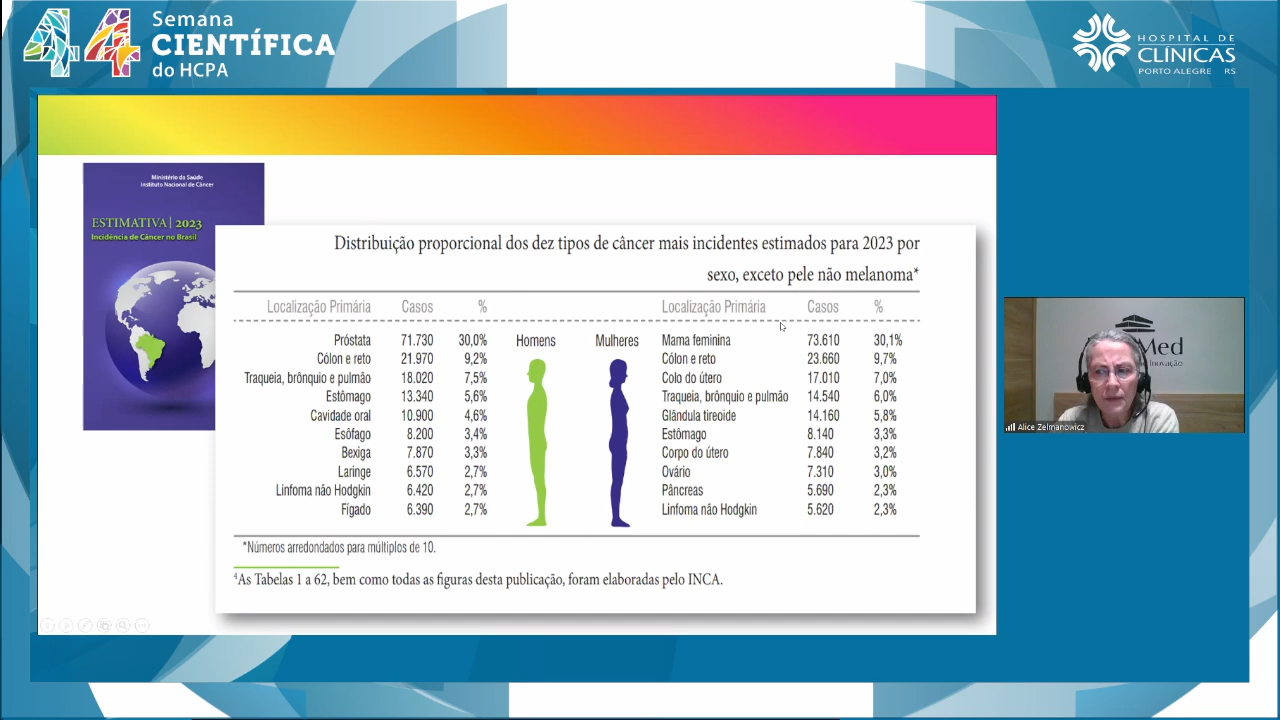 44 Semana
CIENTÍFICA
do HCPA
HOSPITAL DE
CLÍNICAS
PORTO ALEGRE RS
Ministério da Saúde
Instituto Nacional de Câncer
ESTIMATIVA | 2023
Incidência de Câncer no Brasil
Distribuição proporcional dos dez tipos de câncer mais incidentes estimados para 2023 por
sexo, exceto pele não melanoma*
Localização Primária Casos % Localização Primária Casos %
Próstata 71.730 30,0% Homens Mulheres Mama feminina 73.610 30,1%
Cólon e reto 21.970 9,2% Cólon e reto 23.660 9,7%
Traqueia, brônquio e pulmão 18.020 7,5% Colo do útero 17.010 7,0%
Estômago 13.340 5,6% Traqueia, brônquio e pulmão 14.540 6,0%
Cavidade oral 10.900 4,6% Glândula tireoide 14.160 5,8%
Esôfago 8.200 3,4% Estômago 8.140 3,3%
Bexiga 7.870 3,3% Corpo do útero 7.840 3,2%
Laringe 6.570 2,7% Ovário 7.310 3,0%
Linfoma não Hodgkin 6.420 2,7% Pâncreas 5.690 2,3%
Fígado 6.390 2,7% Linfoma não Hodgkin 5.620 2,3%
*Números arredondados para múltiplos de 10.
4As Tabelas 1 a 62, bem como todas as figuras desta publicação, foram elaboradas pelo INCA.
Med
Inovação
Alice Zelmanowicz